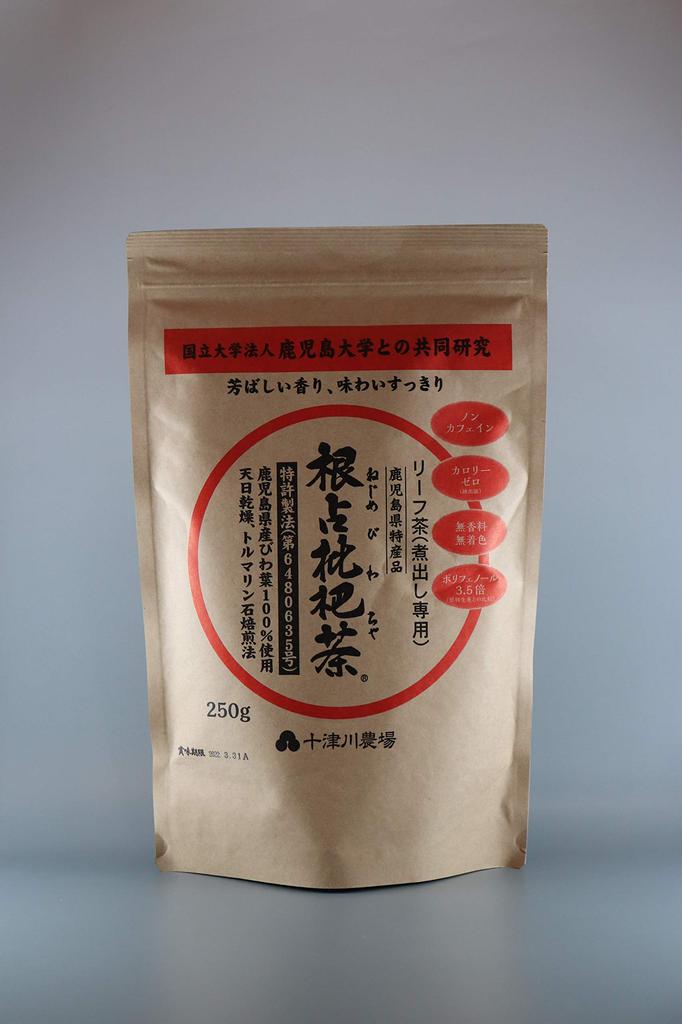 国立大学法人 鹿児島大学との共同研究
芳ばしい香り、味わいすっきり
ノン
カフェイン
カロリー
ゼロ
無香料
無着色
ポリフェノール
3.5倍
リーフ茶(煮出し専用)
鹿児島県特産品
ねじめびわちゃ
根占枇杷茶®
特許製法(第6480635号)
鹿児島県産びわ葉100%使用
天日乾燥、トルマリン石焙煎法
250g
十津川農場
賞味期限 2022. 3.31A